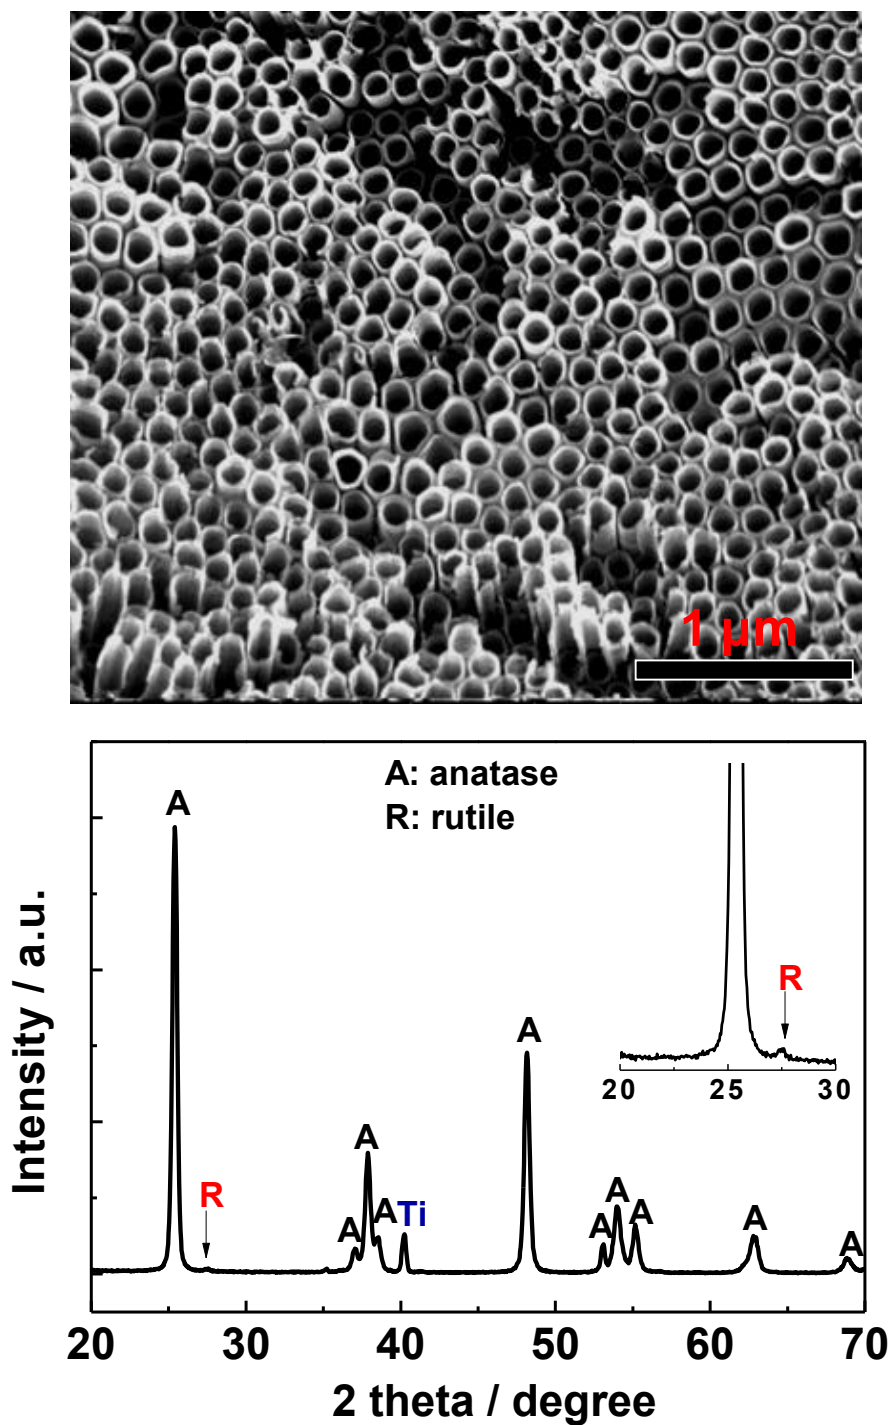 1 µm
A: anatase
R: rutile
A
R
A
A
A
Ti
A
A
A
A
A
A
R
20
25
30
20
30
40
50
60
70
Intensity / a.u.
2 theta / degree